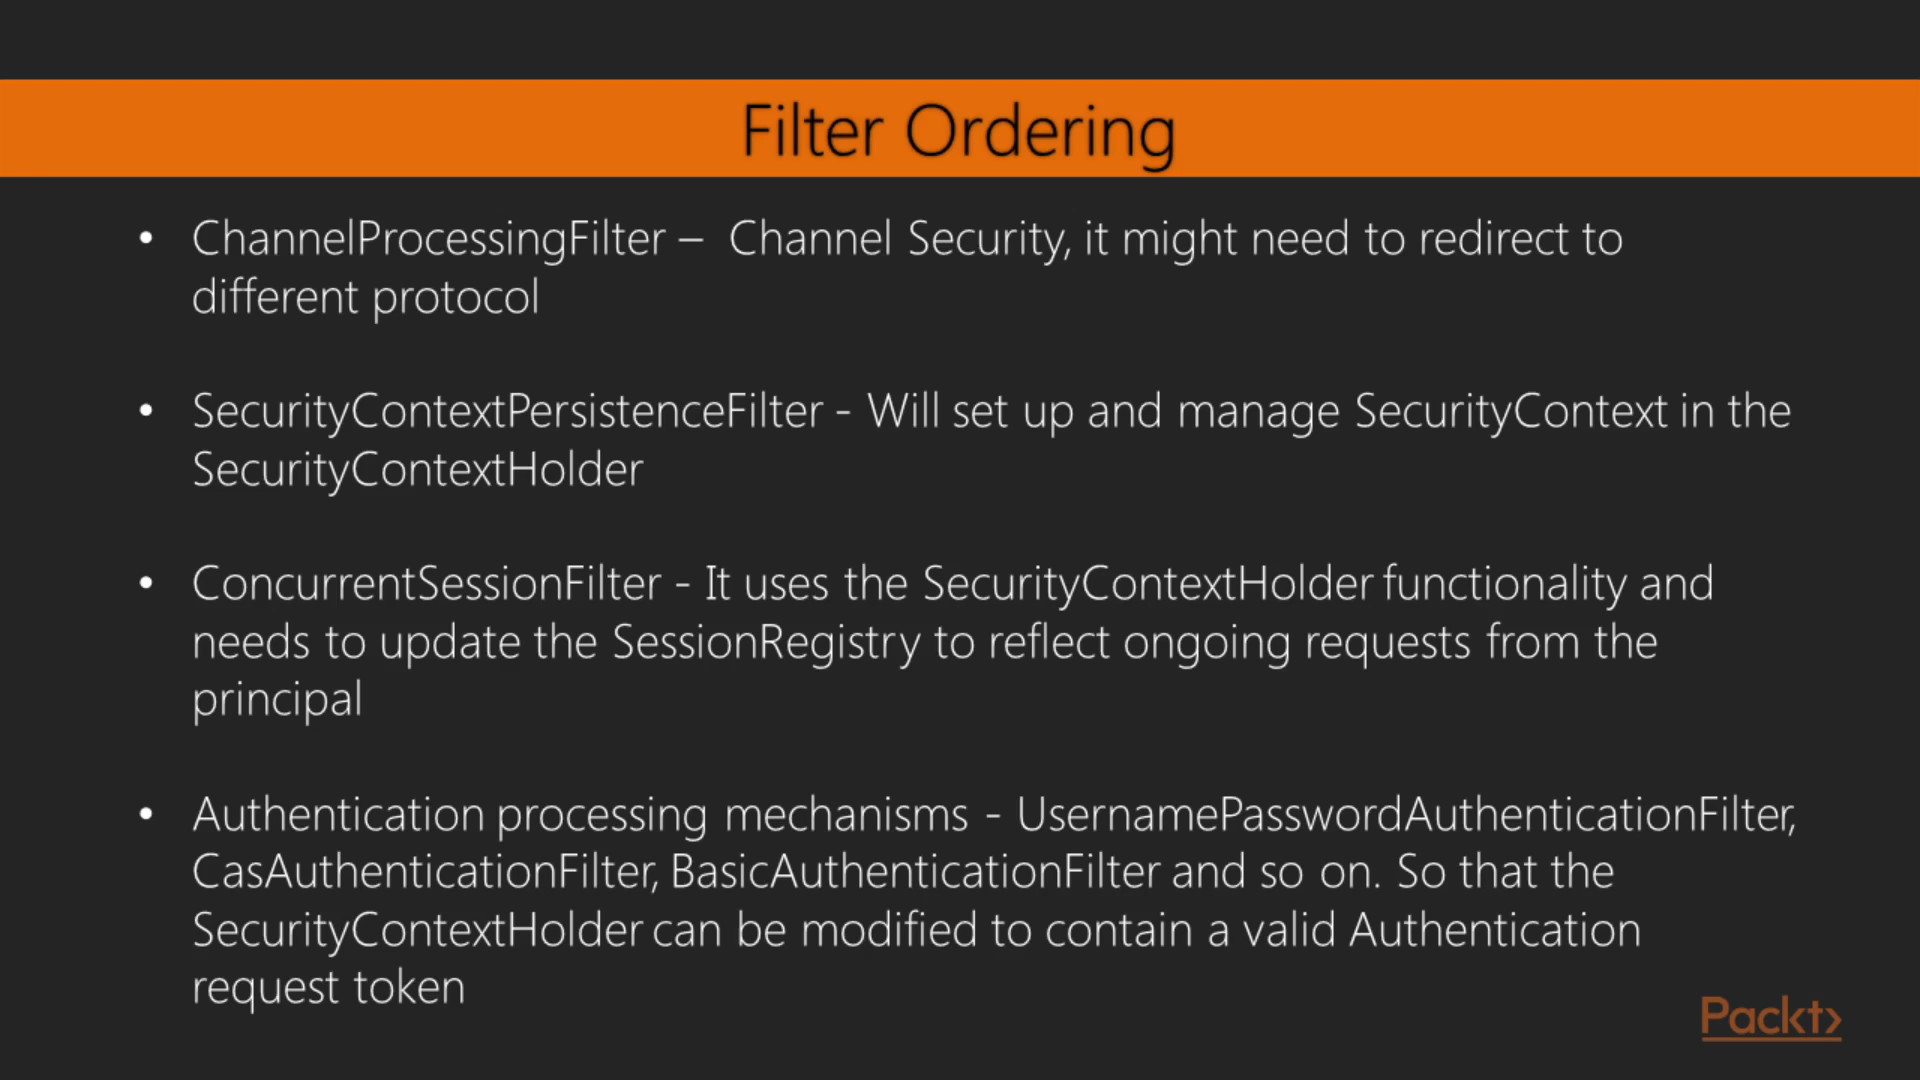 Filter Ordering
• ChannelProcessingFilter – Channel Security, it might need to redirect to
different protocol
• SecurityContextPersistenceFilter - Will set up and manage SecurityContext in the
SecurityContextHolder
• ConcurrentSessionFilter - It uses the SecurityContextHolder functionality and
needs to update the SessionRegistry to reflect ongoing requests from the
principal
• Authentication processing mechanisms - UsernamePasswordAuthenticationFilter,
CasAuthenticationFilter, BasicAuthenticationFilter and so on. So that the
SecurityContextHolder can be modified to contain a valid Authentication
request token
Packt>